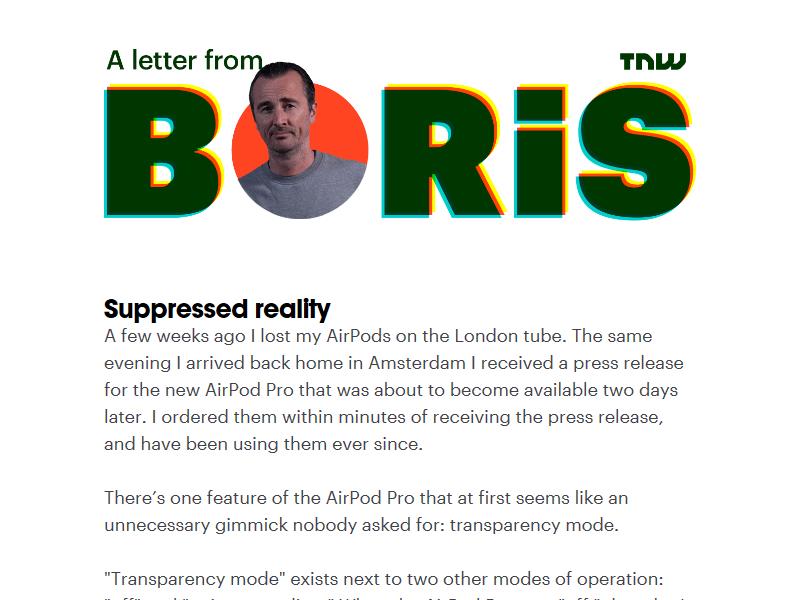 A letter from
TNW
BORiS
Suppressed reality
A few weeks ago I lost my AirPods on the London tube. The same
evening I arrived back home in Amsterdam I received a press release
for the new AirPod Pro that was about to become available two days
later. I ordered them within minutes of receiving the press release,
and have been using them ever since.
There's one feature of the AirPod Pro that at first seems like an
unnecessary gimmick nobody asked for: transparency mode.
"Transparency mode" exists next to two other modes of operation: